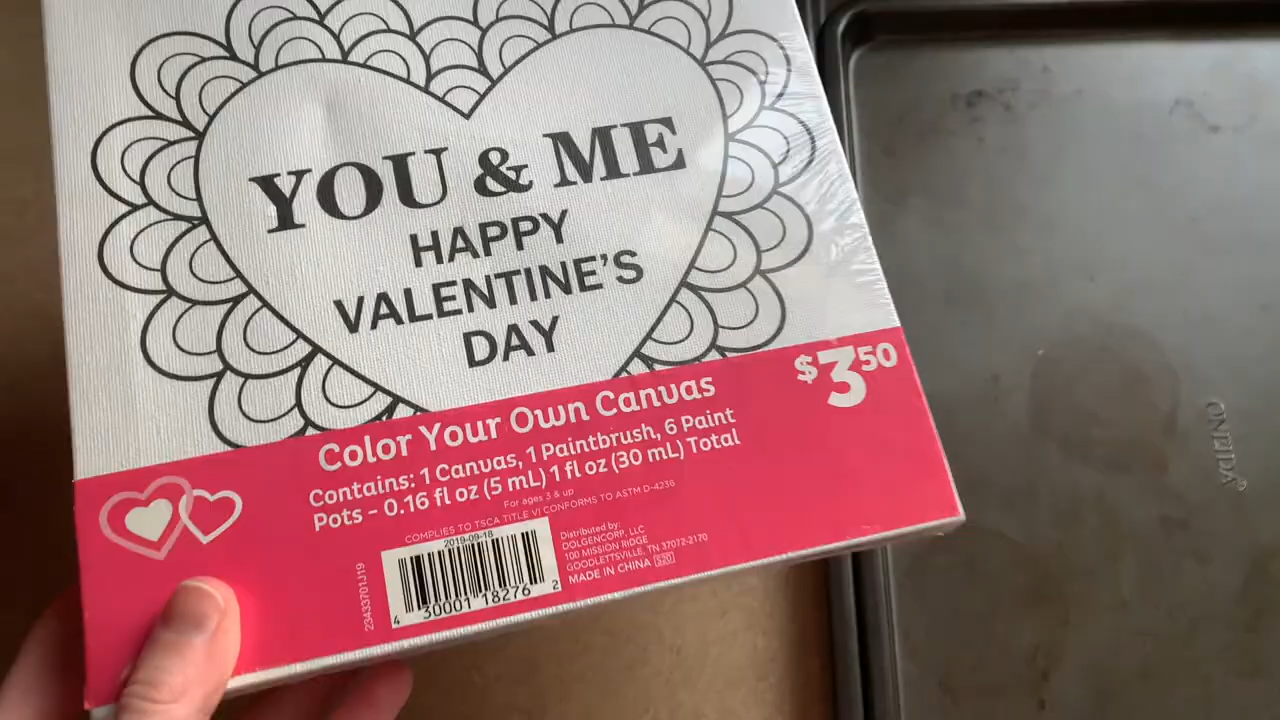 YOU & ME
HAPPY
VALENTINE'S
DAY
$3.50
Color Your Own Canvas
Contains: 1 Canvas, 1 Paintbrush, 6 Paint
Pots - 0.16 fl oz (5 mL) 1 fl oz (30 mL) Total
For ages 3 & up
COMPLIES TO TSCA TITLE VI CONFORMS TO ASTM D-4236
2019-09-18
4 30001 18276 2
23433701J19
Distributed by:
DOLGENCORP, LLC
100 MISSION RIDGE
GOODLETTSVILLE, TN 37072-2170
MADE IN CHINA S20
ONEIDA